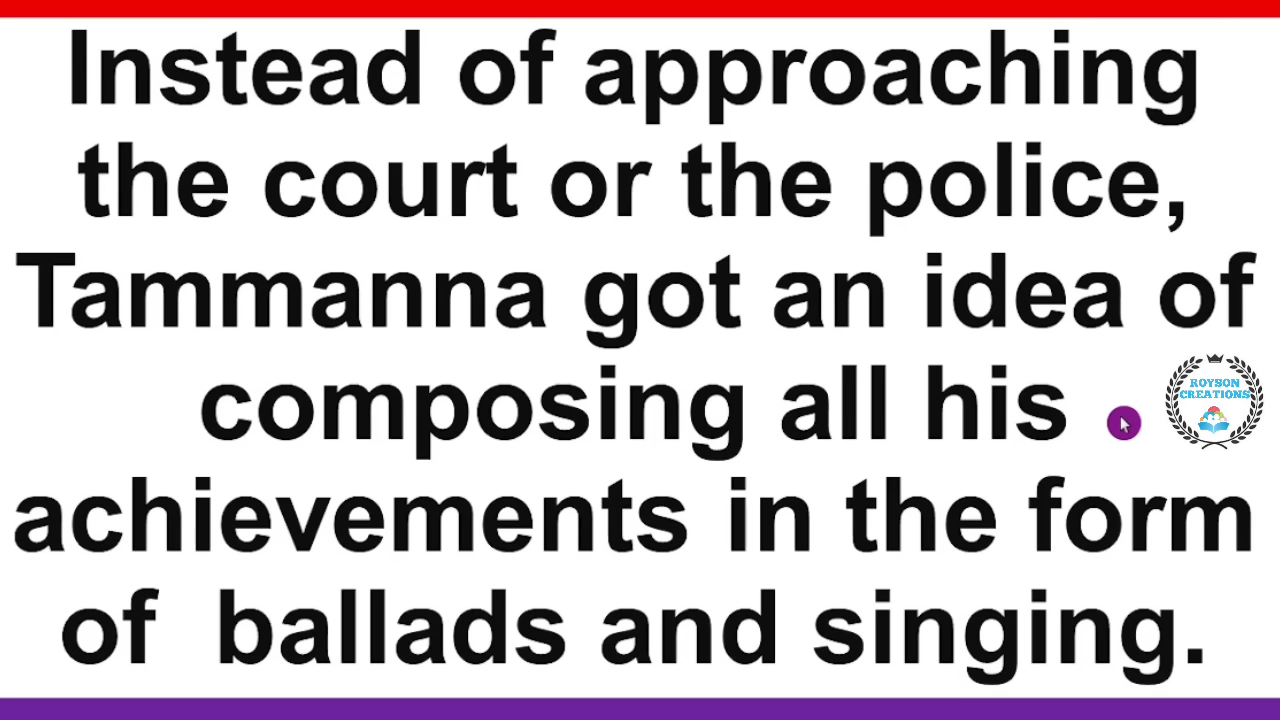 Instead of approaching
the court or the police,
Tammanna got an idea of
composing all his
ROYSON
CREATIONS
achievements in the form
of ballads and singing.